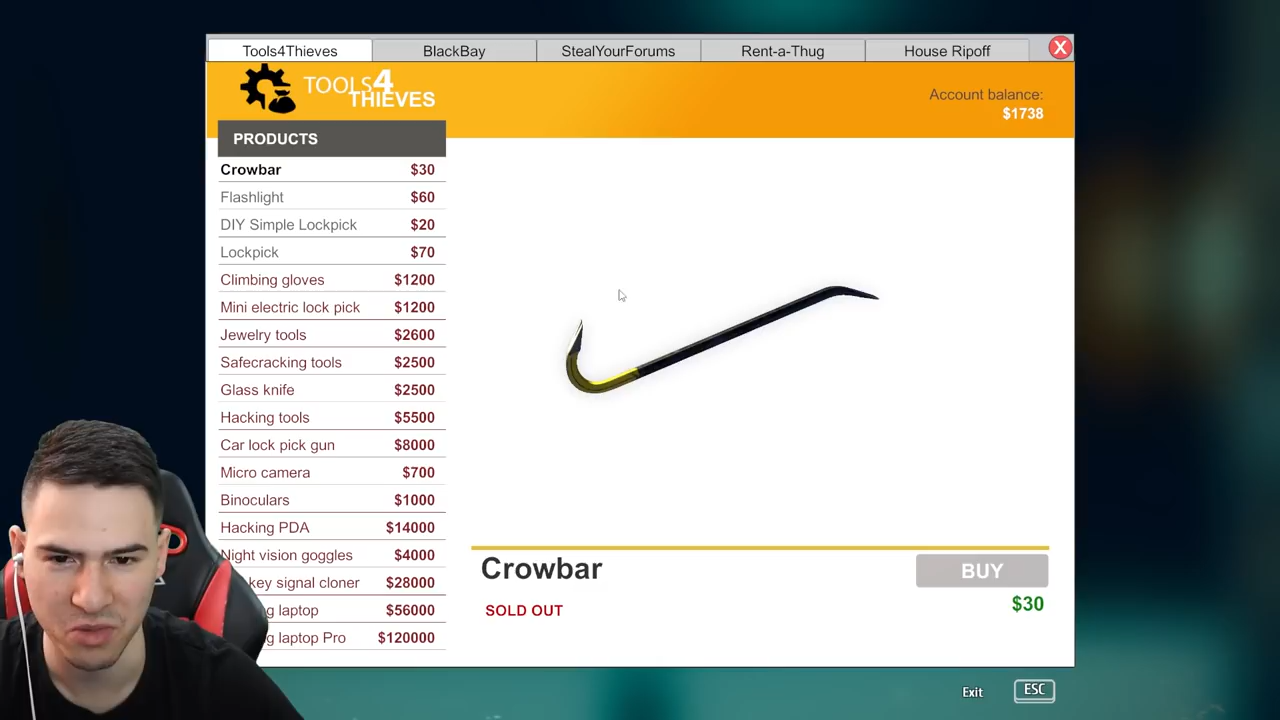 Tools4Thieves
BlackBay
StealYourForums
Rent-a-Thug
House Ripoff
X
TOOLS4
THIEVES
Account balance:
$1738
PRODUCTS
Crowbar $30
Flashlight $60
DIY Simple Lockpick $20
Lockpick $70
Climbing gloves $1200
Mini electric lock pick $1200
Jewelry tools $2600
Safecracking tools $2500
Glass knife $2500
Hacking tools $5500
Car lock pick gun $8000
Micro camera $700
Binoculars $1000
Hacking PDA $14000
Night vision goggles $4000
key signal cloner $28000
laptop $56000
laptop Pro $120000
Crowbar
BUY
SOLD OUT
$30
Exit ESC